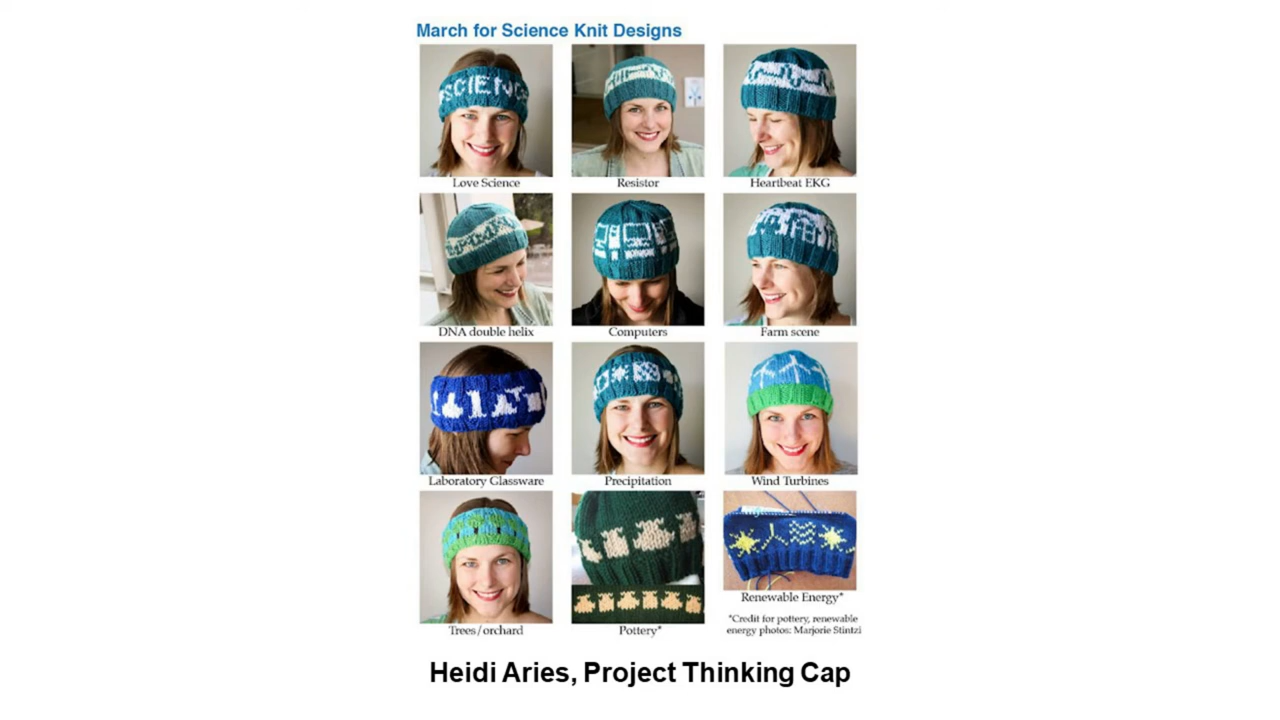 March for Science Knit Designs
SCIENC
Love Science
Resistor
Heartbeat EKG
DNA double helix
Computers
Farm scene
Laboratory Glassware
Precipitation
Wind Turbines
Trees/orchard
Pottery*
Renewable Energy*
*Credit for pottery, renewable
energy photos: Marjorie Stintzi
Heidi Aries, Project Thinking Cap